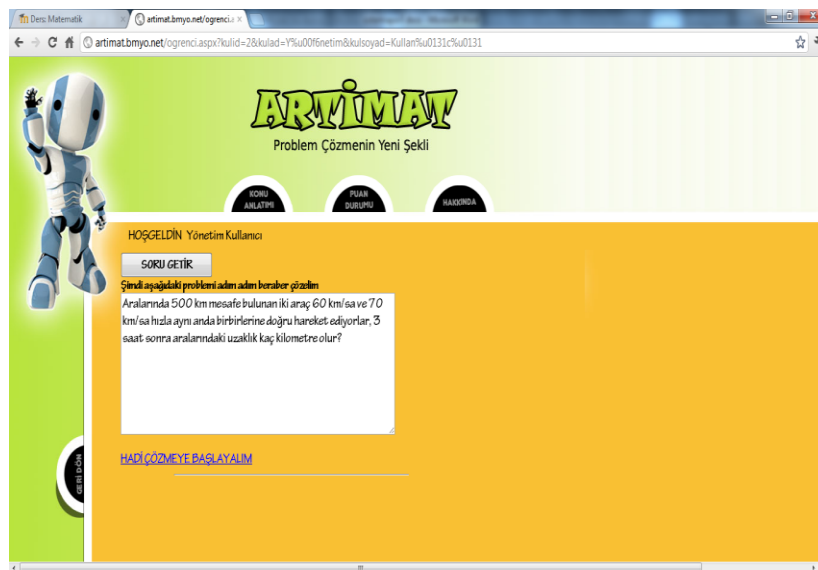 Ders: Matematik
artimat.bmyo.net/ogrenci.a
artimat.bmyo.net/ogrenci.aspx?kulid=2&kulad=Y%u00f6netim&kulsoyad=Kullan%u0131c%u0131
ARTİMAT
Problem Çözmenin Yeni Şekli
KONU ANLATIMI
PUAN DURUMU
HAKKINDA
HOŞGELDİN Yönetim Kullanıcı
SORU GETİR
Şimdi aşağıdaki problemi adım adım beraber çözelim
Aralarında 500 km mesafe bulunan iki araç 60 km/sa ve 70
km/sa hızla aynı anda birbirlerine doğru hareket ediyorlar, 3
saat sonra aralarındaki uzaklık kaç kilometre olur?
HADİ ÇÖZMEYE BAŞLAYALIM
GERİ DÖN